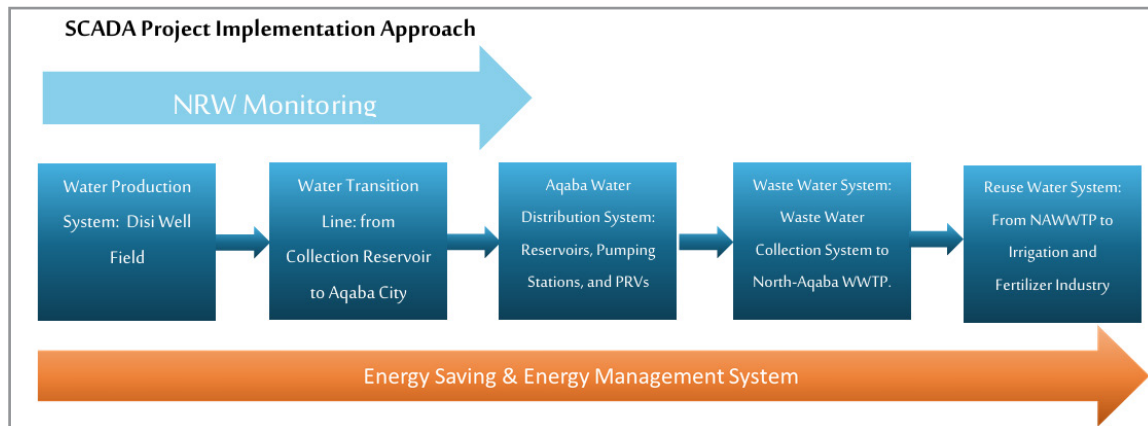 SCADA Project Implementation Approach
NRW Monitoring
Water Production
System: Disi Well
Field
Water Transition
Line: from
Collection Reservoir
to Aqaba City
Aqaba Water
Distribution System:
Reservoirs, Pumping
Stations, and PRVs
Waste Water System:
Waste Water
Collection System to
North-Aqaba WWTP.
Reuse Water System:
From NAWWTP to
Irrigation and
Fertilizer Industry
Energy Saving & Energy Management System